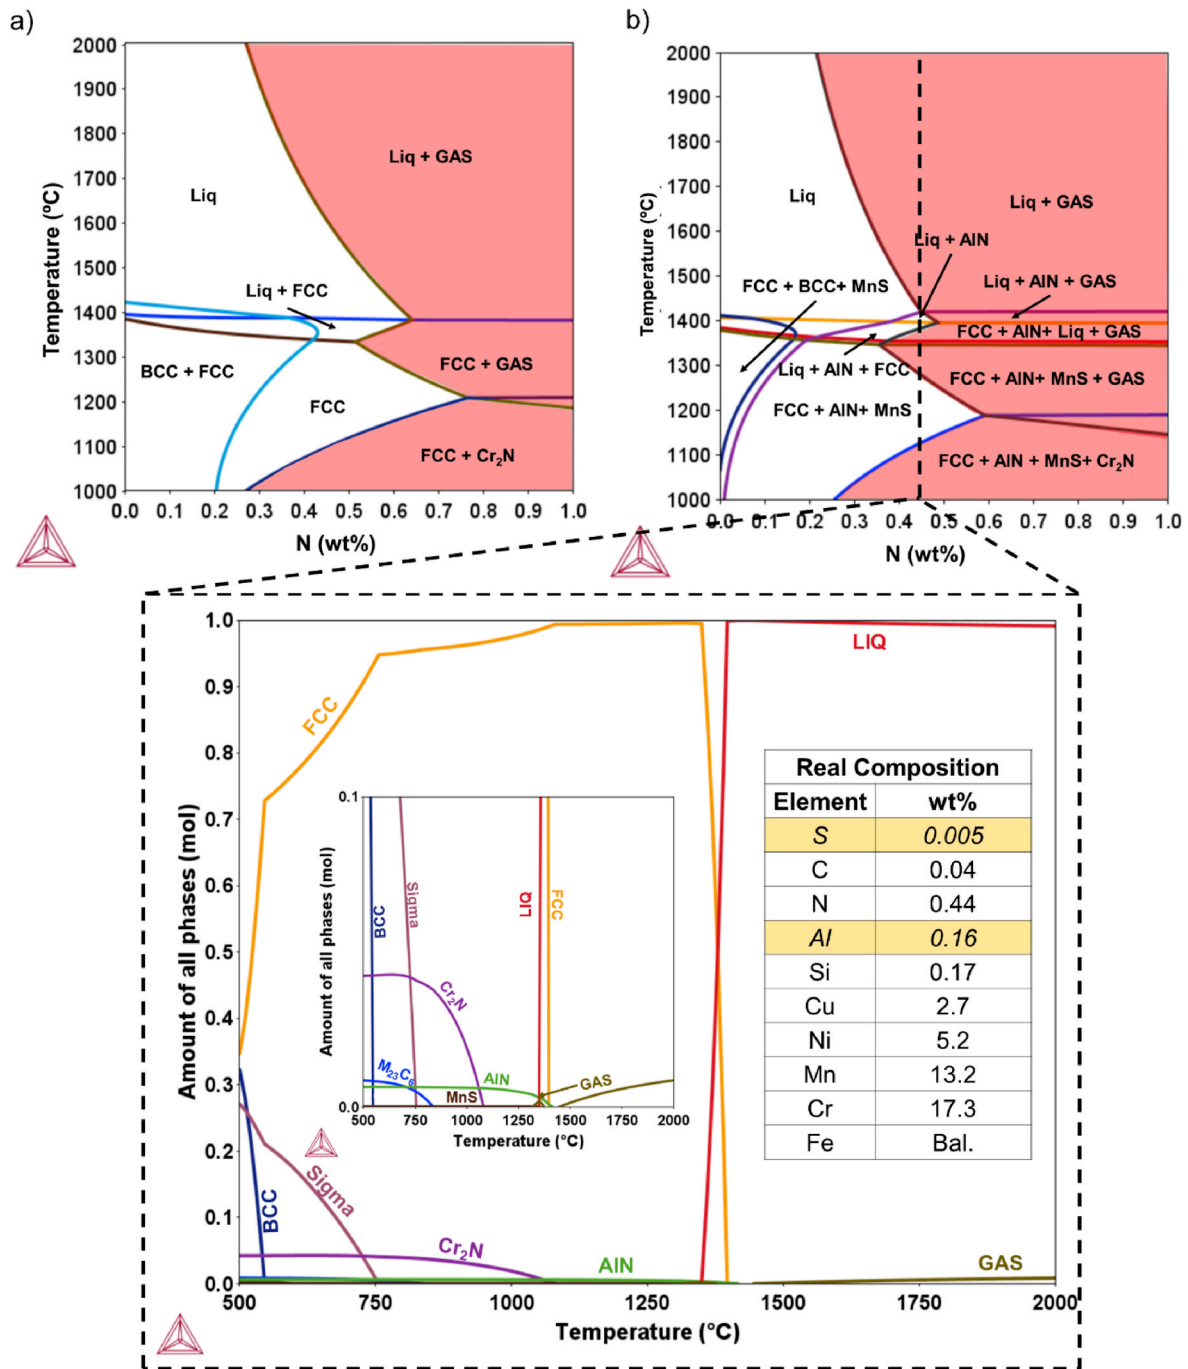 a)
2000
1900
1800
1700
1600
1500
1400
1300
1200
1100
1000
Temperature (ºC)
Liq + GAS
Liq
Liq + FCC
BCC + FCC
FCC + GAS
FCC
FCC + Cr₂N
0.0 0.1 0.2 0.3 0.4 0.5 0.6 0.7 0.8 0.9 1.0
N (wt%)
b)
2000
1900
1800
1700
1600
1500
1400
1300
1200
1100
1000
Temperature (ºC)
Liq
Liq + GAS
Liq + AlN
FCC + BCC+ MnS
Liq + AlN + GAS
FCC + AlN+ Liq + GAS
Liq + AlN + FCC
FCC + AlN+ MnS + GAS
FCC + AlN+ MnS
FCC + AlN + MnS+ Cr₂N
0.0 0.1 0.2 0.3 0.4 0.5 0.6 0.7 0.8 0.9 1.0
N (wt%)
1.0
0.9
0.8
0.7
0.6
0.5
0.4
0.3
0.2
0.1
0.0
Amount of all phases (mol)
FCC
LIQ
BCC
Sigma
Cr₂N
AlN
GAS
500 750 1000 1250 1500 1750 2000
Temperature (°C)
0.1
0.0
Amount of all phases (mol)
BCC
Sigma
LIQ
FCC
Cr₂N
M₂₃C₆
AlN
MnS
GAS
500 750 1000 1250 1500 1750 2000
Temperature (°C)
Real Composition
Element wt%
S 0.005
C 0.04
N 0.44
Al 0.16
Si 0.17
Cu 2.7
Ni 5.2
Mn 13.2
Cr 17.3
Fe Bal.